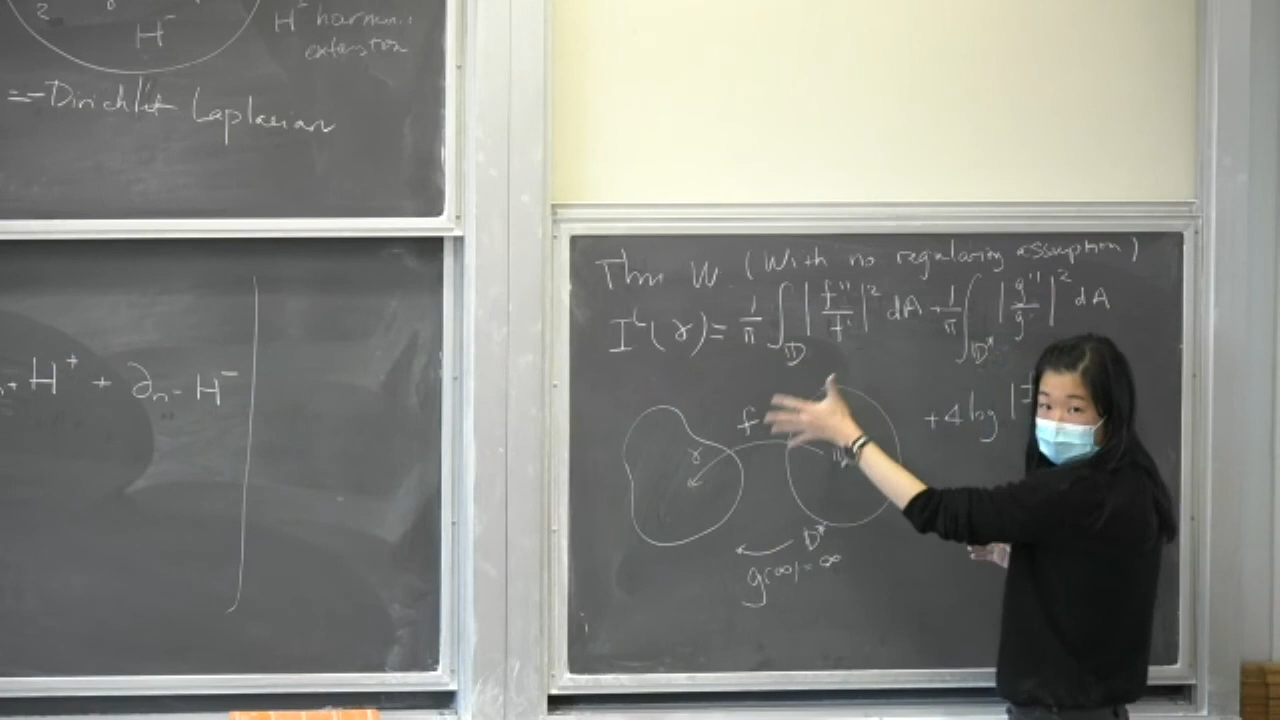 2
H⁻
H⁻ harmonic
extension
=-Dirichlet Laplacian
H⁺ + ∂n- H⁻
Thm W. (With no regularity assumption)
I^L(γ) = 1/π ∫_D |f''/f'|² dA + 1/π ∫_D* |g''/g'|² dA
+4 log |f
f
γ
D*
g(∞) = ∞